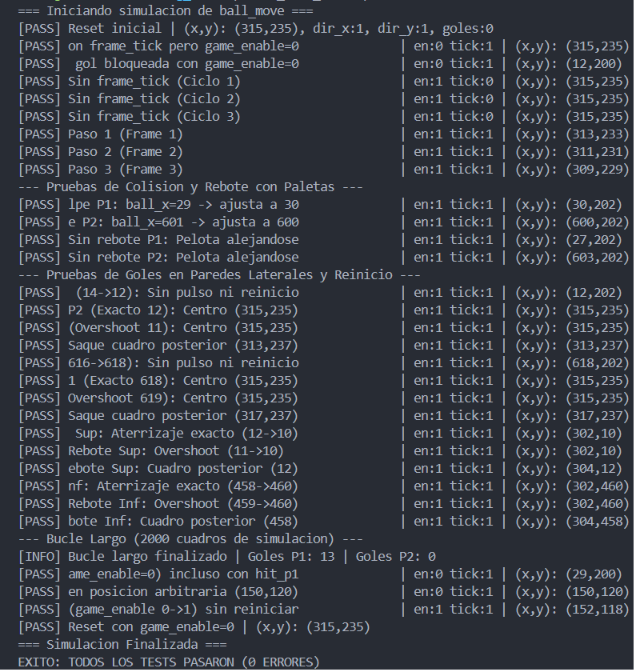 === Iniciando simulacion de ball_move ===
[PASS] Reset inicial | (x,y): (315,235), dir_x:1, dir_y:1, goles:0
[PASS] on frame_tick pero game_enable=0 | en:0 tick:1 | (x,y): (315,235)
[PASS]  gol bloqueada con game_enable=0 | en:0 tick:1 | (x,y): (12,200)
[PASS] Sin frame_tick (Ciclo 1) | en:1 tick:0 | (x,y): (315,235)
[PASS] Sin frame_tick (Ciclo 2) | en:1 tick:0 | (x,y): (315,235)
[PASS] Sin frame_tick (Ciclo 3) | en:1 tick:0 | (x,y): (315,235)
[PASS] Paso 1 (Frame 1) | en:1 tick:1 | (x,y): (313,233)
[PASS] Paso 2 (Frame 2) | en:1 tick:1 | (x,y): (311,231)
[PASS] Paso 3 (Frame 3) | en:1 tick:1 | (x,y): (309,229)
--- Pruebas de Colision y Rebote con Paletas ---
[PASS] lpe P1: ball_x=29 -> ajusta a 30 | en:1 tick:1 | (x,y): (30,202)
[PASS] e P2: ball_x=601 -> ajusta a 600 | en:1 tick:1 | (x,y): (600,202)
[PASS] Sin rebote P1: Pelota alejandose | en:1 tick:1 | (x,y): (27,202)
[PASS] Sin rebote P2: Pelota alejandose | en:1 tick:1 | (x,y): (603,202)
--- Pruebas de Goles en Paredes Laterales y Reinicio ---
[PASS]  (14->12): Sin pulso ni reinicio | en:1 tick:1 | (x,y): (12,202)
[PASS] P2 (Exacto 12): Centro (315,235) | en:1 tick:1 | (x,y): (315,235)
[PASS] (Overshoot 11): Centro (315,235) | en:1 tick:1 | (x,y): (315,235)
[PASS] Saque cuadro posterior (313,237) | en:1 tick:1 | (x,y): (313,237)
[PASS] 616->618): Sin pulso ni reinicio | en:1 tick:1 | (x,y): (618,202)
[PASS] 1 (Exacto 618): Centro (315,235) | en:1 tick:1 | (x,y): (315,235)
[PASS] Overshoot 619): Centro (315,235) | en:1 tick:1 | (x,y): (315,235)
[PASS] Saque cuadro posterior (317,237) | en:1 tick:1 | (x,y): (317,237)
[PASS]  Sup: Aterrizaje exacto (12->10) | en:1 tick:1 | (x,y): (302,10)
[PASS] Rebote Sup: Overshoot (11->10) | en:1 tick:1 | (x,y): (302,10)
[PASS] ebote Sup: Cuadro posterior (12) | en:1 tick:1 | (x,y): (304,12)
[PASS] nf: Aterrizaje exacto (458->460) | en:1 tick:1 | (x,y): (302,460)
[PASS] Rebote Inf: Overshoot (459->460) | en:1 tick:1 | (x,y): (302,460)
[PASS] bote Inf: Cuadro posterior (458) | en:1 tick:1 | (x,y): (304,458)
--- Bucle Largo (2000 cuadros de simulacion) ---
[INFO] Bucle largo finalizado | Goles P1: 13 | Goles P2: 0
[PASS] ame_enable=0) incluso con hit_p1 | en:0 tick:1 | (x,y): (29,200)
[PASS] en posicion arbitraria (150,120) | en:0 tick:1 | (x,y): (150,120)
[PASS] (game_enable 0->1) sin reiniciar | en:1 tick:1 | (x,y): (152,118)
[PASS] Reset con game_enable=0 | (x,y): (315,235)
=== Simulacion Finalizada ===
EXITO: TODOS LOS TESTS PASARON (0 ERRORES)